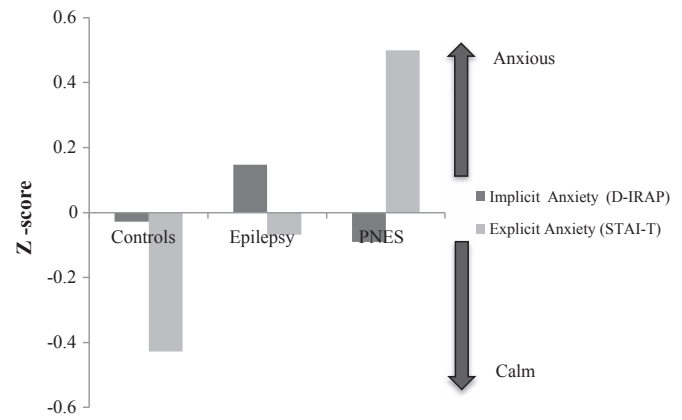 0.6
0.4
0.2
0
-0.2
-0.4
-0.6
Z -score
Controls
Epilepsy
PNES
Anxious
Implicit Anxiety (D-IRAP)
Explicit Anxiety (STAI-T)
Calm